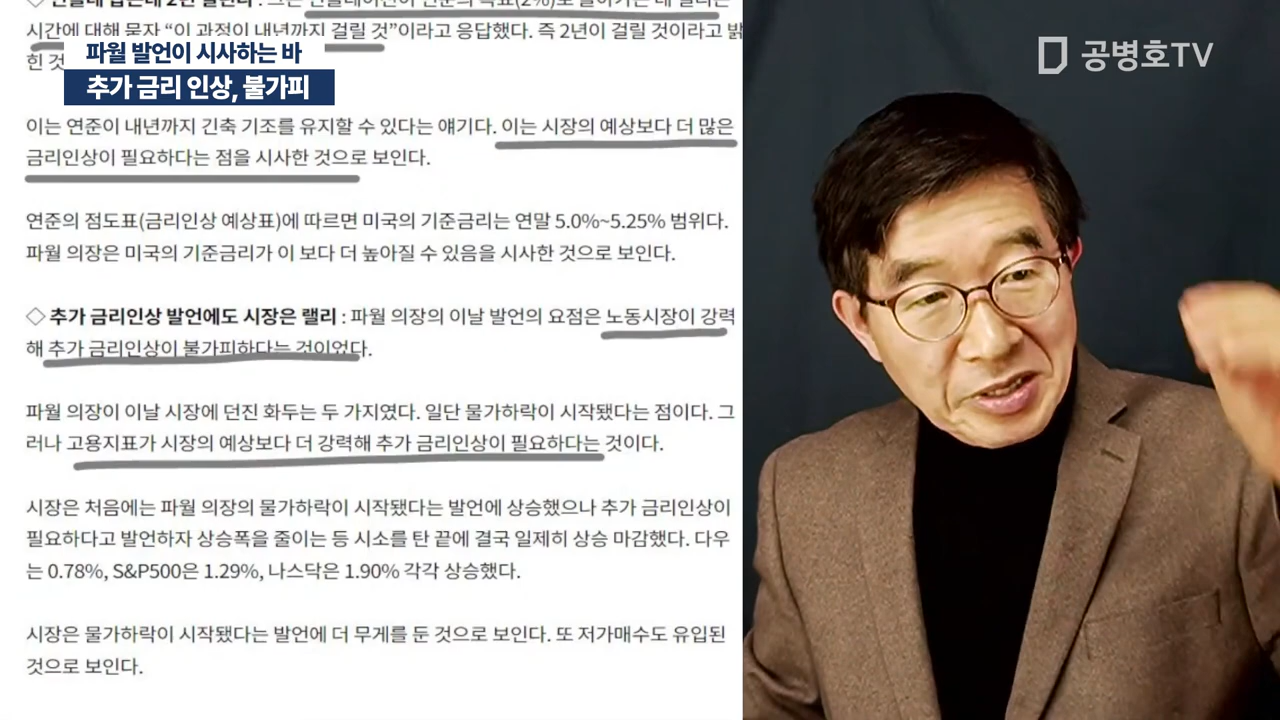 시간에 대해 묻자 “이 과정이 내년까지 걸릴 것”이라고 응답했다. 즉 2년이 걸릴 것이라고 밝
힌 것
파월 발언이 시사하는 바
추가 금리 인상, 불가피
공병호TV
이는 연준이 내년까지 긴축 기조를 유지할 수 있다는 얘기다. 이는 시장의 예상보다 더 많은
금리인상이 필요하다는 점을 시사한 것으로 보인다.
연준의 점도표(금리인상 예상표)에 따르면 미국의 기준금리는 연말 5.0%~5.25% 범위다.
파월 의장은 미국의 기준금리가 이 보다 더 높아질 수 있음을 시사한 것으로 보인다.
◇ 추가 금리인상 발언에도 시장은 랠리 : 파월 의장의 이날 발언의 요점은 노동시장이 강력
해 추가 금리인상이 불가피하다는 것이었다.
파월 의장이 이날 시장에 던진 화두는 두 가지였다. 일단 물가하락이 시작됐다는 점이다. 그
러나 고용지표가 시장의 예상보다 더 강력해 추가 금리인상이 필요하다는 것이다.
시장은 처음에는 파월 의장의 물가하락이 시작됐다는 발언에 상승했으나 추가 금리인상이
필요하다고 발언하자 상승폭을 줄이는 등 시소를 탄 끝에 결국 일제히 상승 마감했다. 다우
는 0.78%, S&P500은 1.29%, 나스닥은 1.90% 각각 상승했다.
시장은 물가하락이 시작됐다는 발언에 더 무게를 둔 것으로 보인다. 또 저가매수도 유입된
것으로 보인다.